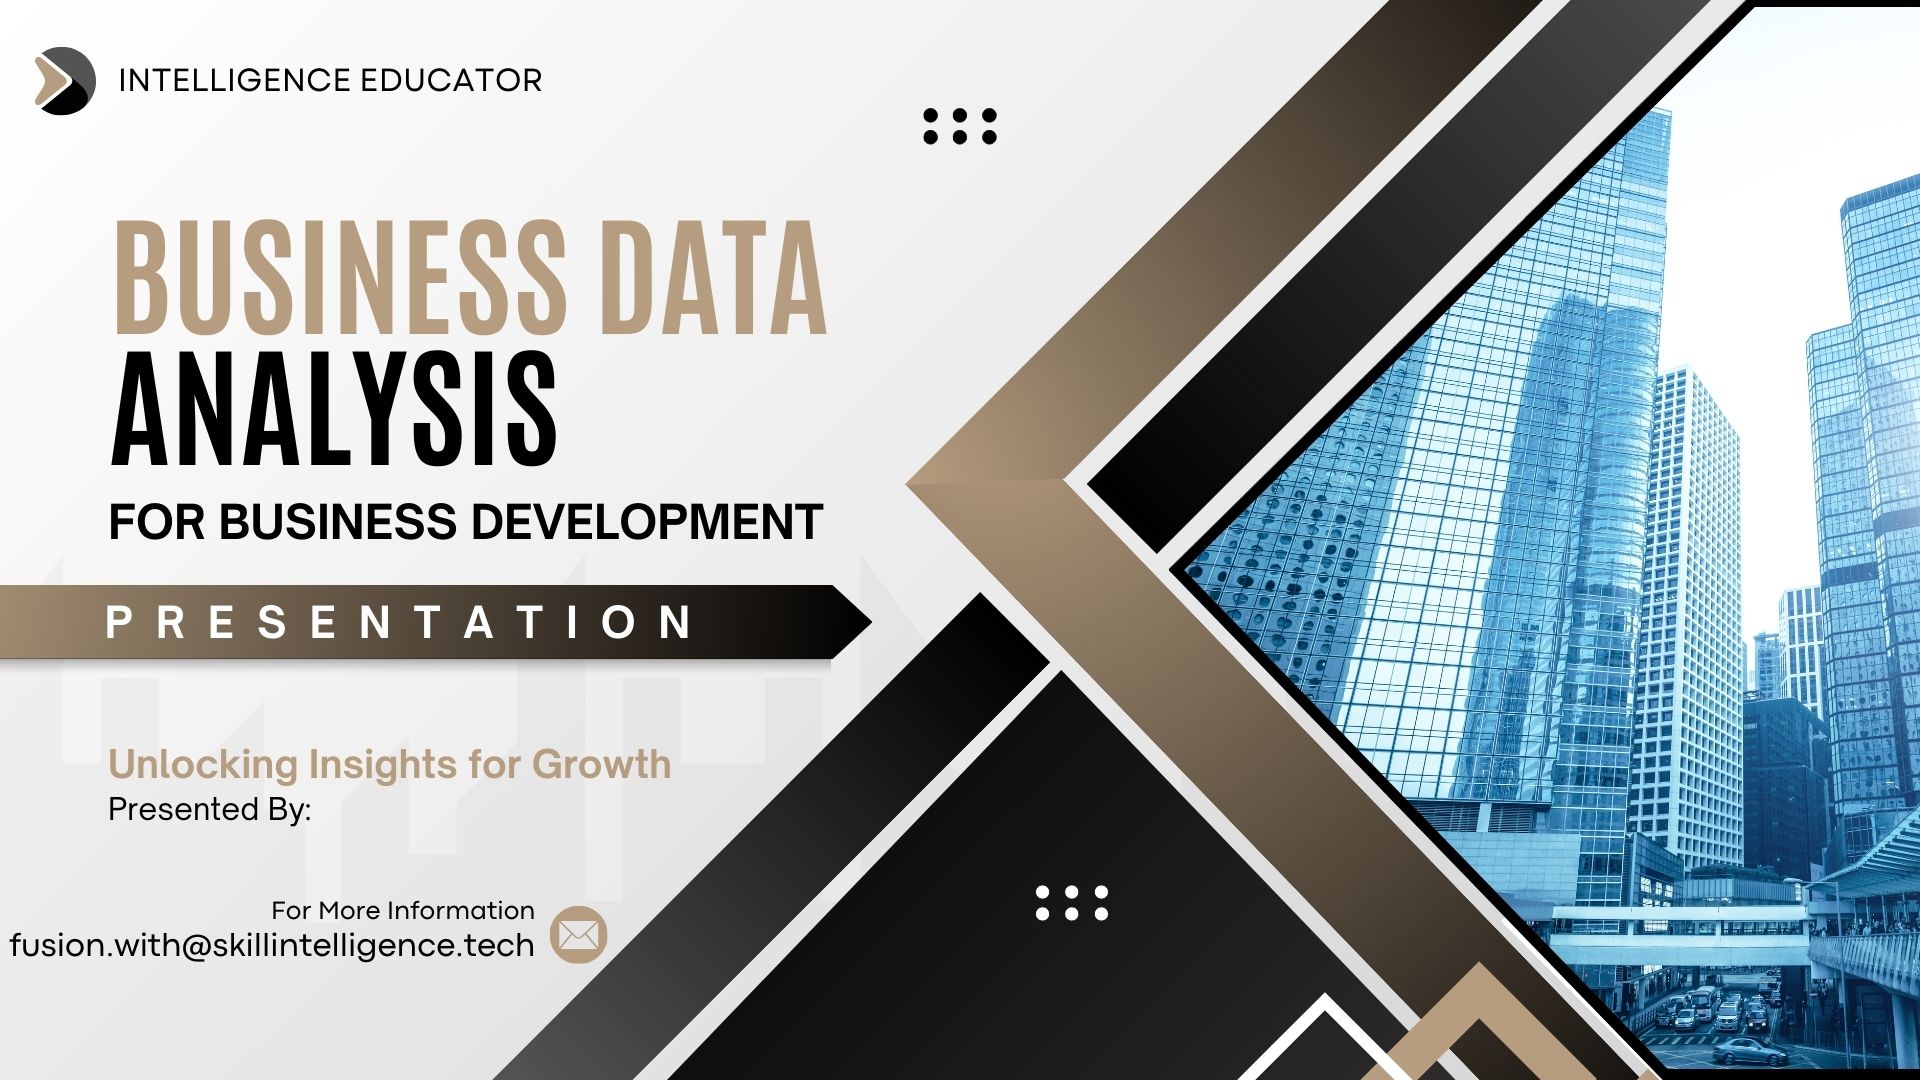 INTELLIGENCE EDUCATOR
BUSINESS DATA
ANALYSIS
FOR BUSINESS DEVELOPMENT
PRESENTATION
Unlocking Insights for Growth
Presented By:
For More Information
fusion.with@skillintelligence.tech